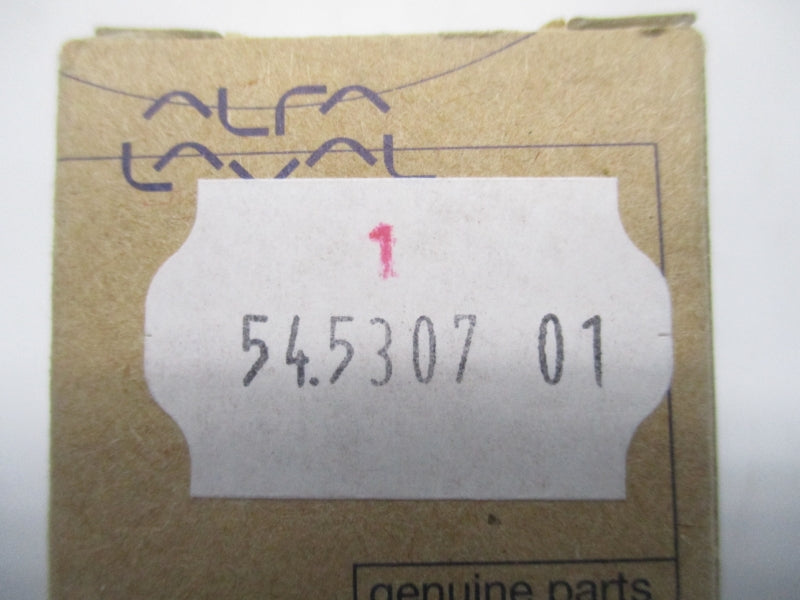 ALFA
LAVAL
1
54.5307 01
genuine parts